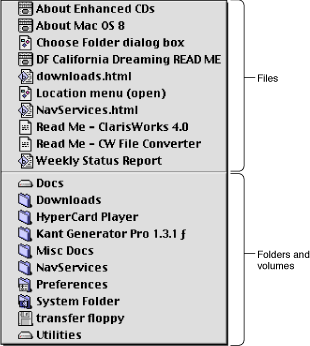 About Enhanced CDs
About Mac OS 8
Choose Folder dialog box
DF California Dreaming READ ME
downloads.html
Location menu (open)
NavServices.html
Read Me – ClarisWorks 4.0
Read Me – CW File Converter
Weekly Status Report
Files
Docs
Downloads
HyperCard Player
Kant Generator Pro 1.3.1 ƒ
Misc Docs
NavServices
Preferences
System Folder
transfer floppy
Utilities
Folders and
volumes